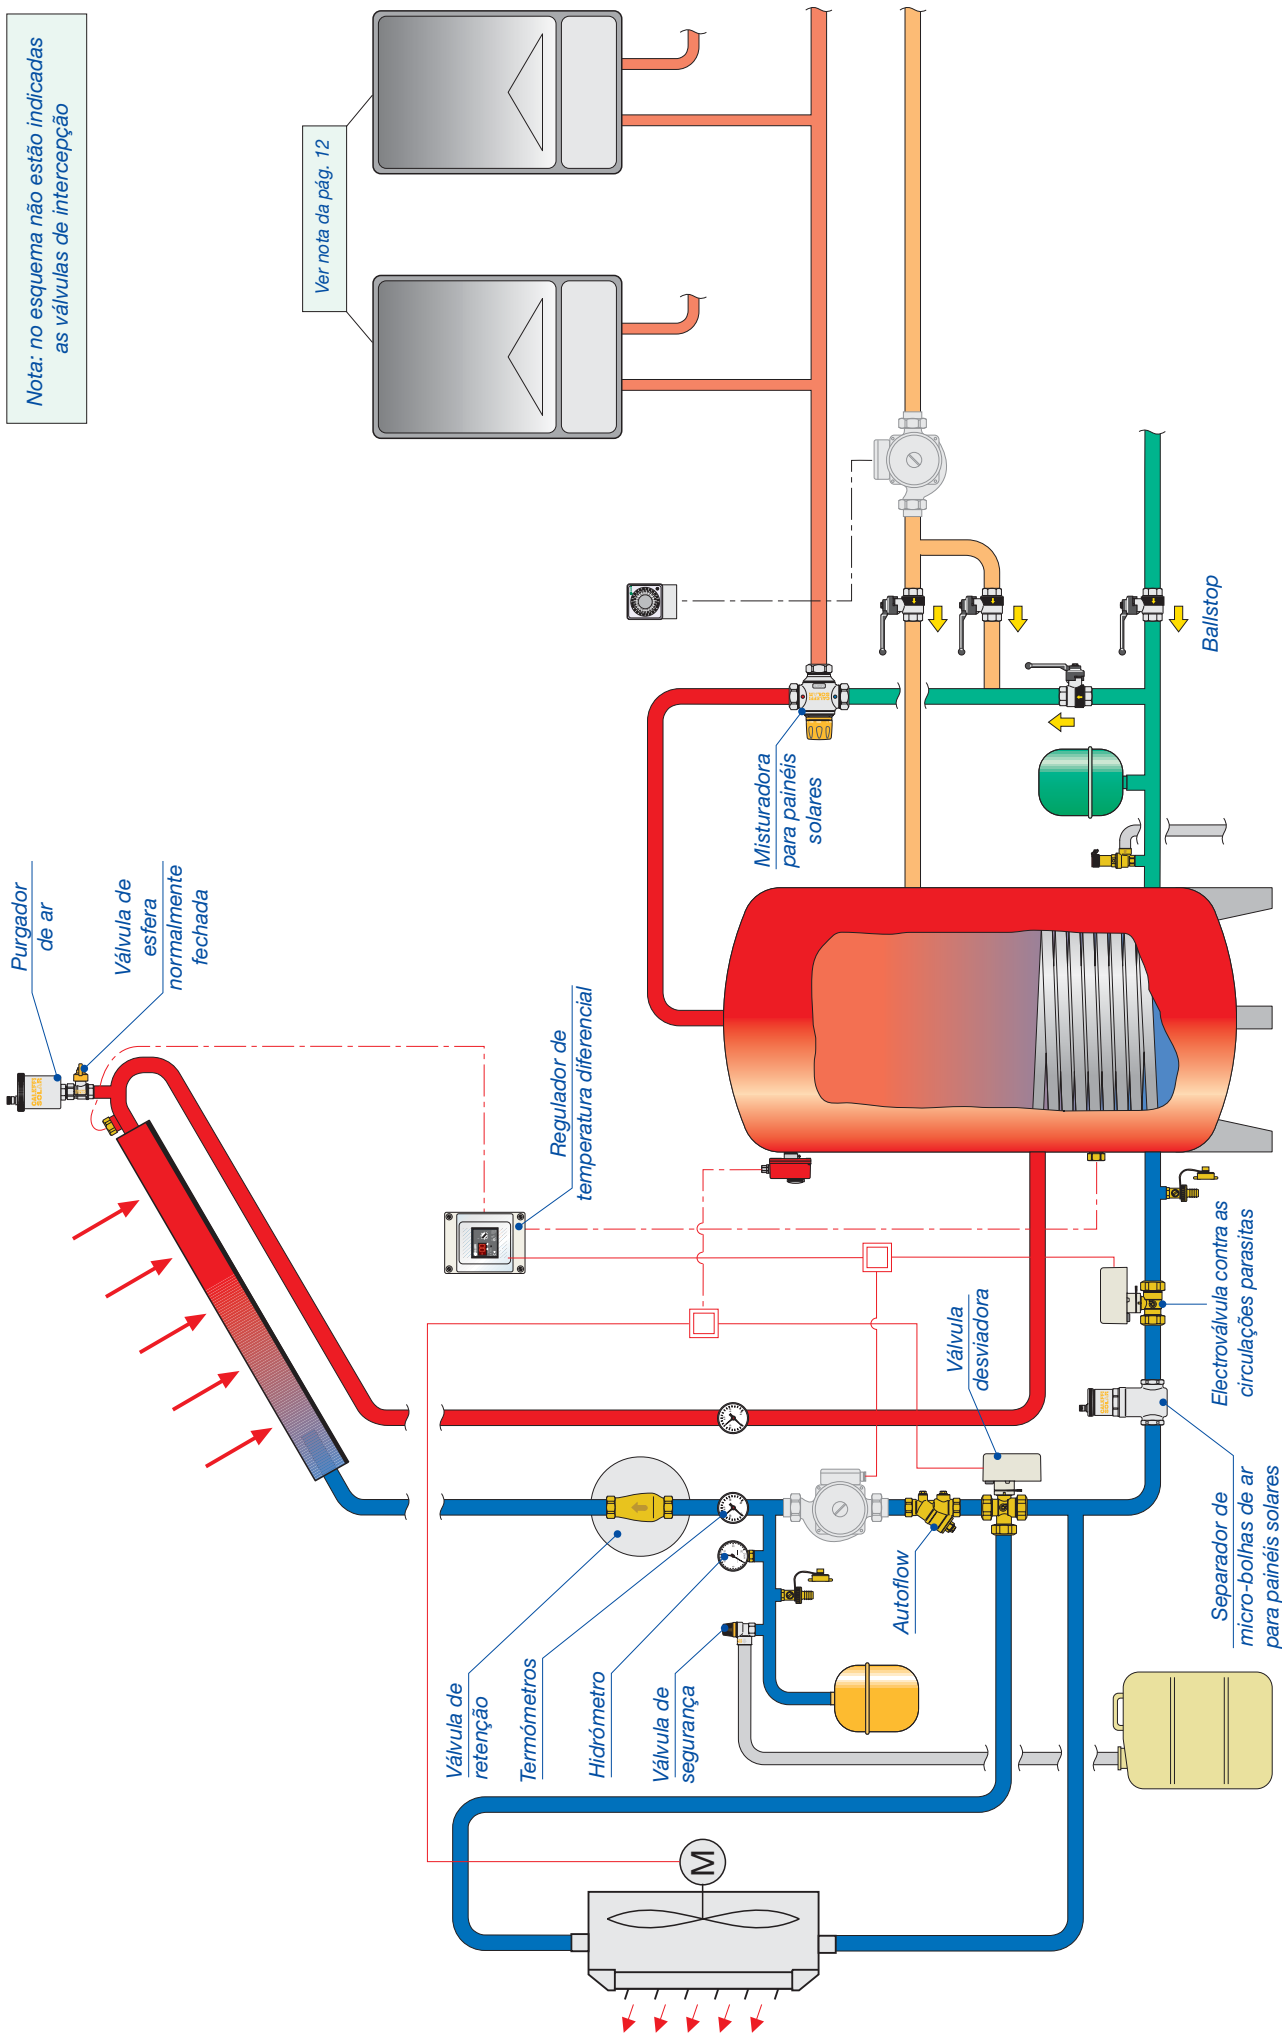 Nota: no esquema não estão indicadas
as válvulas de intercepção
Ver nota da pág. 12
Purgador
de ar
Válvula de
esfera
normalmente
fechada
Regulador de
temperatura diferencial
Misturadora
para painéis
solares
Ballstop
Válvula
desviadora
Electroválvula contra as
circulações parasitas
Separador de
micro-bolhas de ar
para painéis solares
Autoflow
Válvula de
retenção
Termómetros
Hidrómetro
Válvula de
segurança
M
CALEFFI
SOLAR